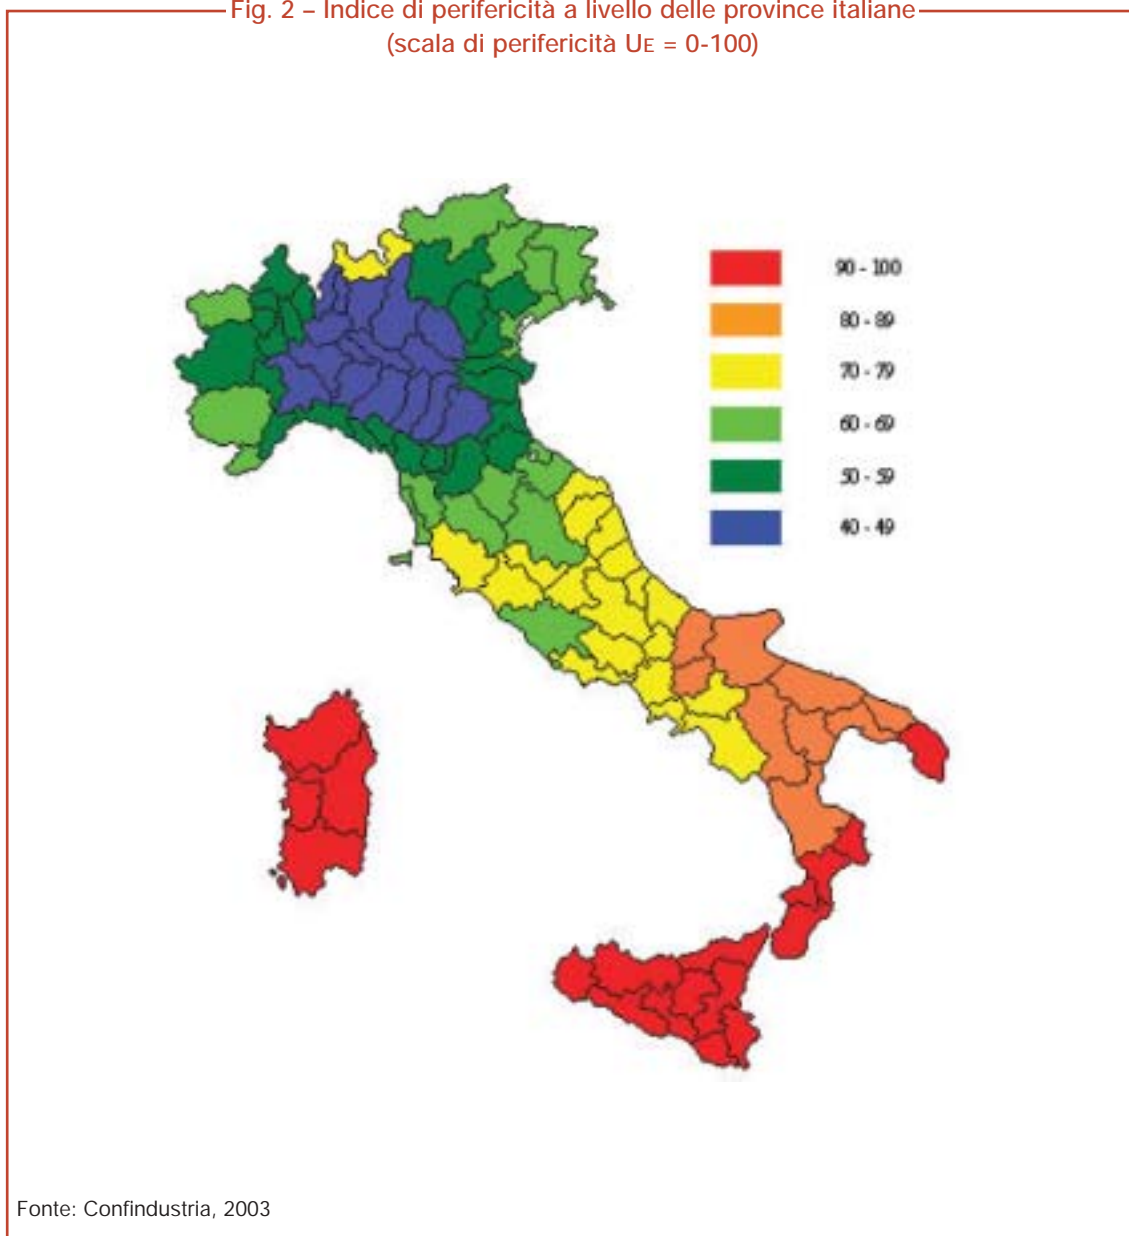 Fig. 2 – Indice di perifericità a livello delle province italiane
(scala di perifericità UE = 0-100)
90 - 100
80 - 89
70 - 79
60 - 69
50 - 59
40 - 49
Fonte: Confindustria, 2003